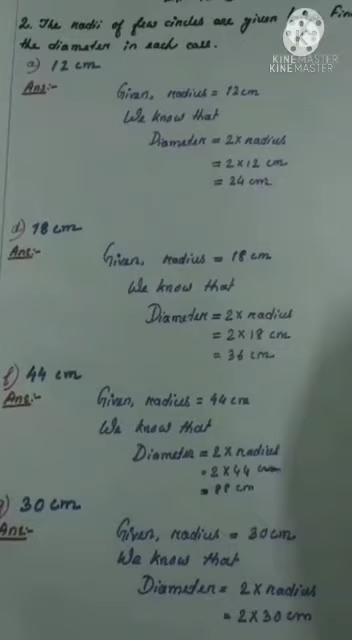 2. The radii of few circles are given Fin
KINEMASTER
KINEMASTER
the diameter in each case.
a) 12 cm
Ans:- Given, radius = 12 cm
We know that
Diameter = 2 × radius
= 2 × 12 cm
= 24 cm
d) 18 cm
Ans:- Given, radius = 18 cm
We know that
Diameter = 2 × radius
= 2 × 18 cm
= 36 cm
f) 44 cm
Ans:- Given, radius = 44 cm
We know that
Diameter = 2 × radius
= 2 × 44 cm
= 88 cm
g) 30 cm
Ans:- Given, radius = 30 cm
We know that
Diameter = 2 × radius
= 2 × 30 cm